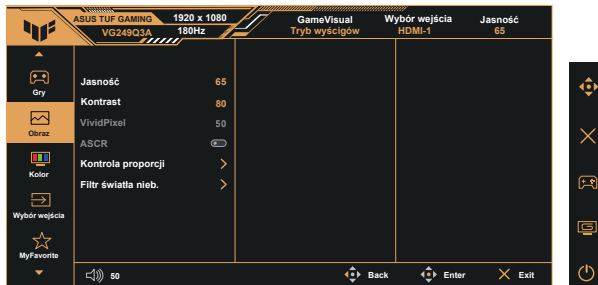 ASUS TUF GAMING
VG249Q3A
1920 x 1080
180Hz
GameVisual
Tryb wyścigów
Wybór wejścia
HDMI-1
Jasność
65
Gry
Obraz
Kolor
Wybór wejścia
MyFavorite
Jasność 65
Kontrast 80
VividPixel 50
ASCR
Kontrola proporcji
Filtr światła nieb.
50
Back
Enter
Exit